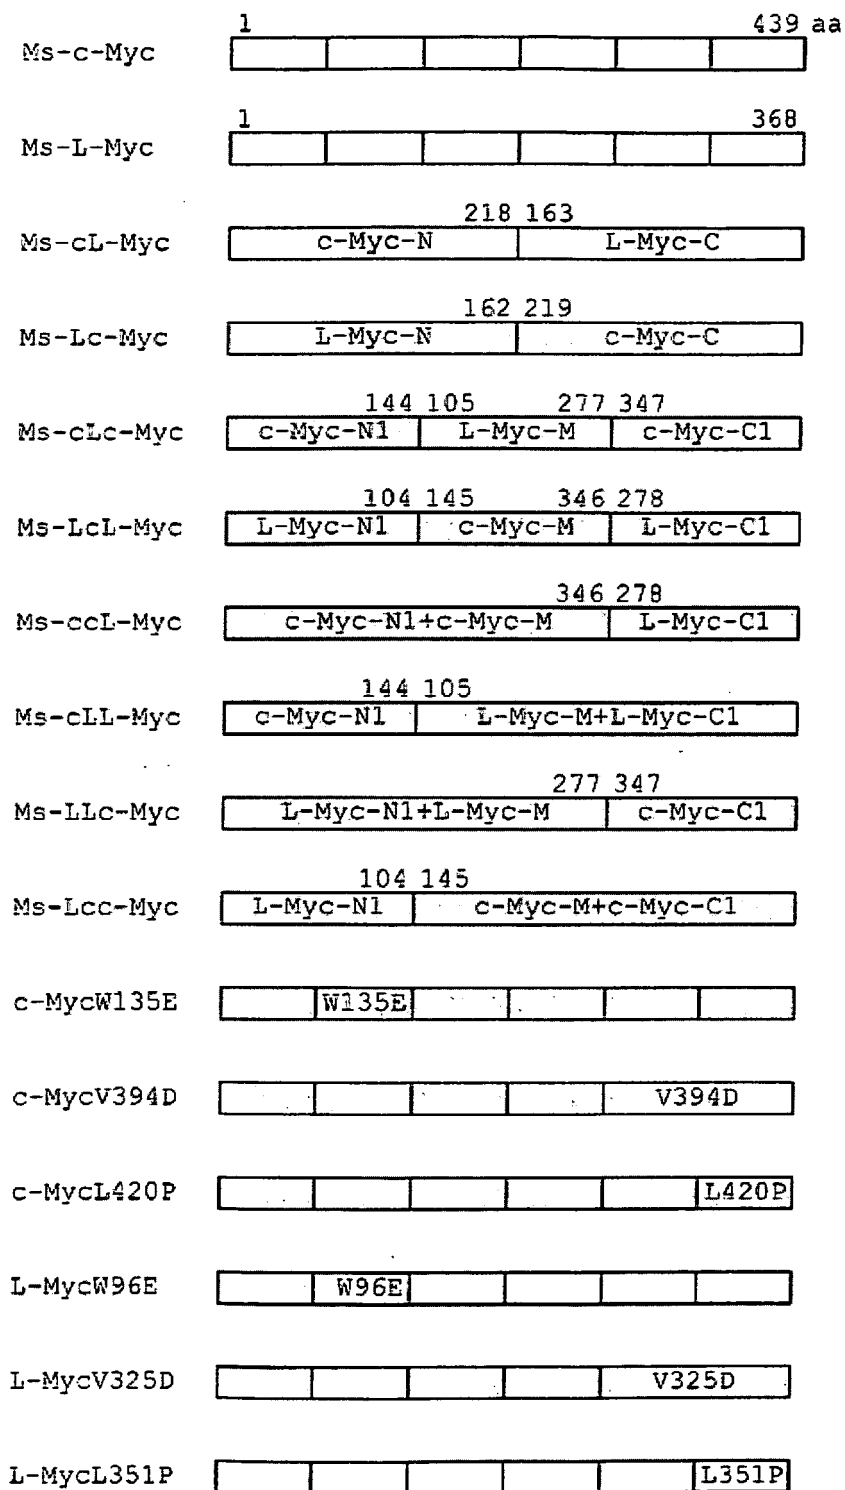 1 439 aa
Ms-c-Myc
1 368
Ms-L-Myc
218 163
Ms-cL-Myc c-Myc-N L-Myc-C
162 219
Ms-Lc-Myc L-Myc-N c-Myc-C
144 105 277 347
Ms-cLc-Myc c-Myc-N1 L-Myc-M c-Myc-C1
104 145 346 278
Ms-LcL-Myc L-Myc-N1 c-Myc-M L-Myc-C1
346 278
Ms-ccL-Myc c-Myc-N1+c-Myc-M L-Myc-C1
144 105
Ms-cLL-Myc c-Myc-N1 L-Myc-M+L-Myc-C1
277 347
Ms-LLc-Myc L-Myc-N1+L-Myc-M c-Myc-C1
104 145
Ms-Lcc-Myc L-Myc-N1 c-Myc-M+c-Myc-C1
c-MycW135E W135E
c-MycV394D V394D
c-MycL420P L420P
L-MycW96E W96E
L-MycV325D V325D
L-MycL351P L351P